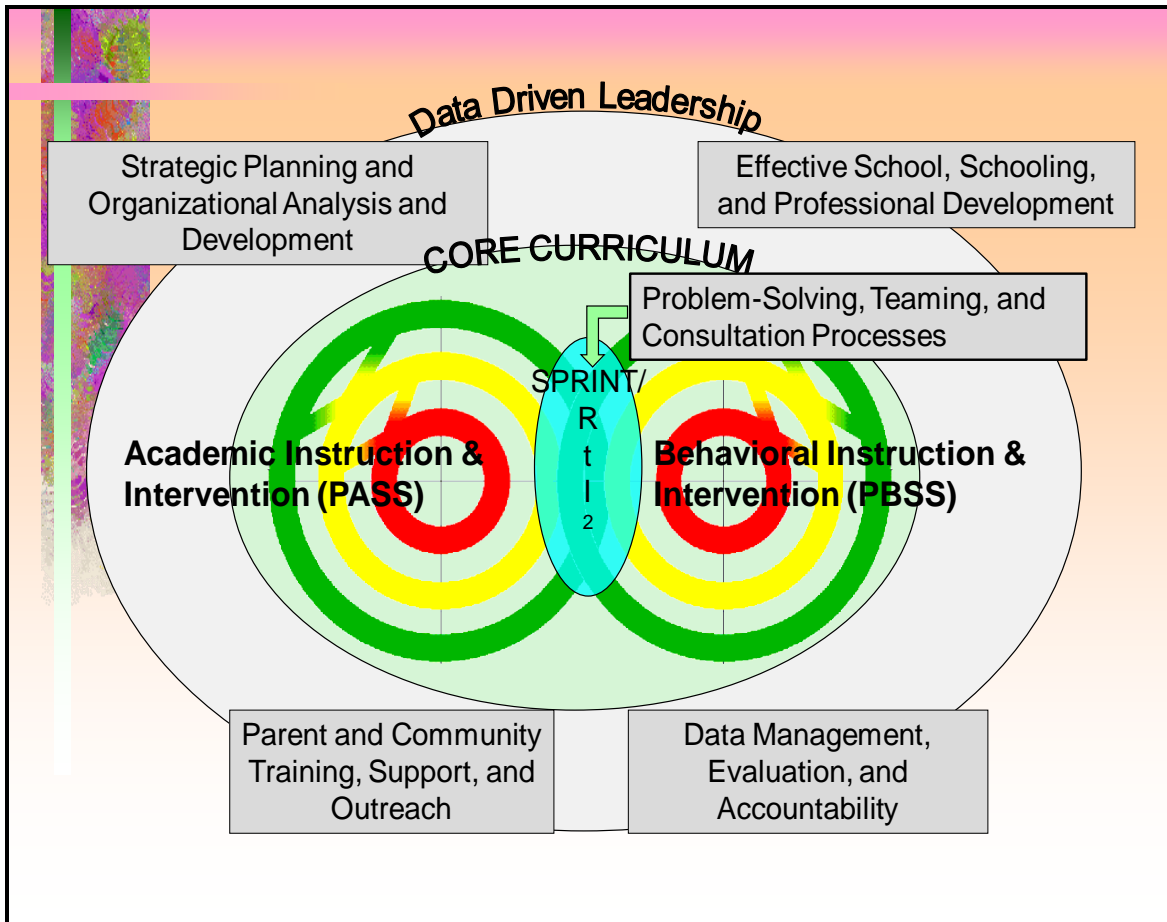 Data Driven Leadership
Strategic Planning and
Organizational Analysis and
Development
Effective School, Schooling,
and Professional Development
CORE CURRICULUM
Problem-Solving, Teaming, and
Consultation Processes
SPRINT/
R
t
I
2
Academic Instruction &
Intervention (PASS)
Behavioral Instruction &
Intervention (PBSS)
Parent and Community
Training, Support, and
Outreach
Data Management,
Evaluation, and
Accountability